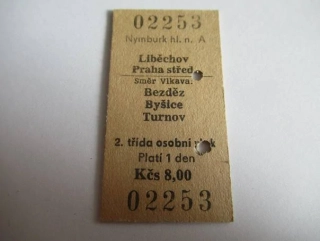 02253
Nymburk hl. n. A
Liběchov
Praha střed.
Směr Vlkava.
Bezděz
Byšice
Turnov
2. třída osobní vlak
Platí 1 den
Kčs 8,00
02253